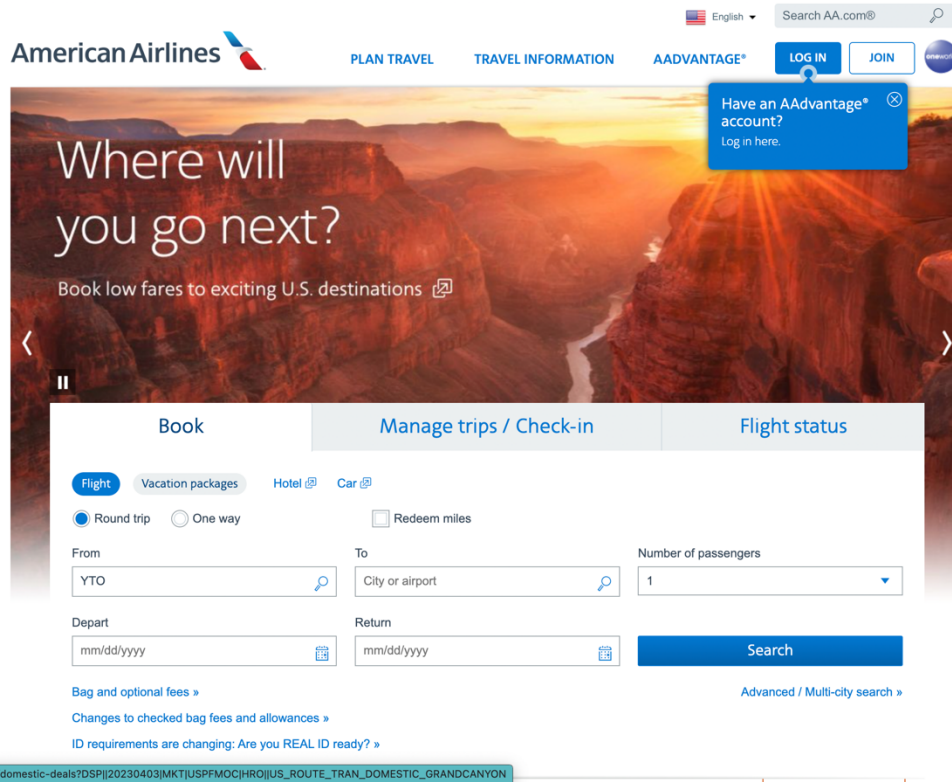 English
Search AA.com®
American Airlines
PLAN TRAVEL
TRAVEL INFORMATION
AADVANTAGE®
LOG IN
JOIN
oneworld
Have an AAdvantage®
account?
Log in here.
Where will
you go next?
Book low fares to exciting U.S. destinations
Book
Manage trips / Check-in
Flight status
Flight
Vacation packages
Hotel
Car
Round trip
One way
Redeem miles
From
To
Number of passengers
YTO
City or airport
1
Depart
Return
mm/dd/yyyy
mm/dd/yyyy
Search
Bag and optional fees »
Advanced / Multi-city search »
Changes to checked bag fees and allowances »
ID requirements are changing: Are you REAL ID ready? »
domestic-deals?DSP||20230403|MKT|USPFMOC|HRO||US_ROUTE_TRAN_DOMESTIC_GRANDCANYON